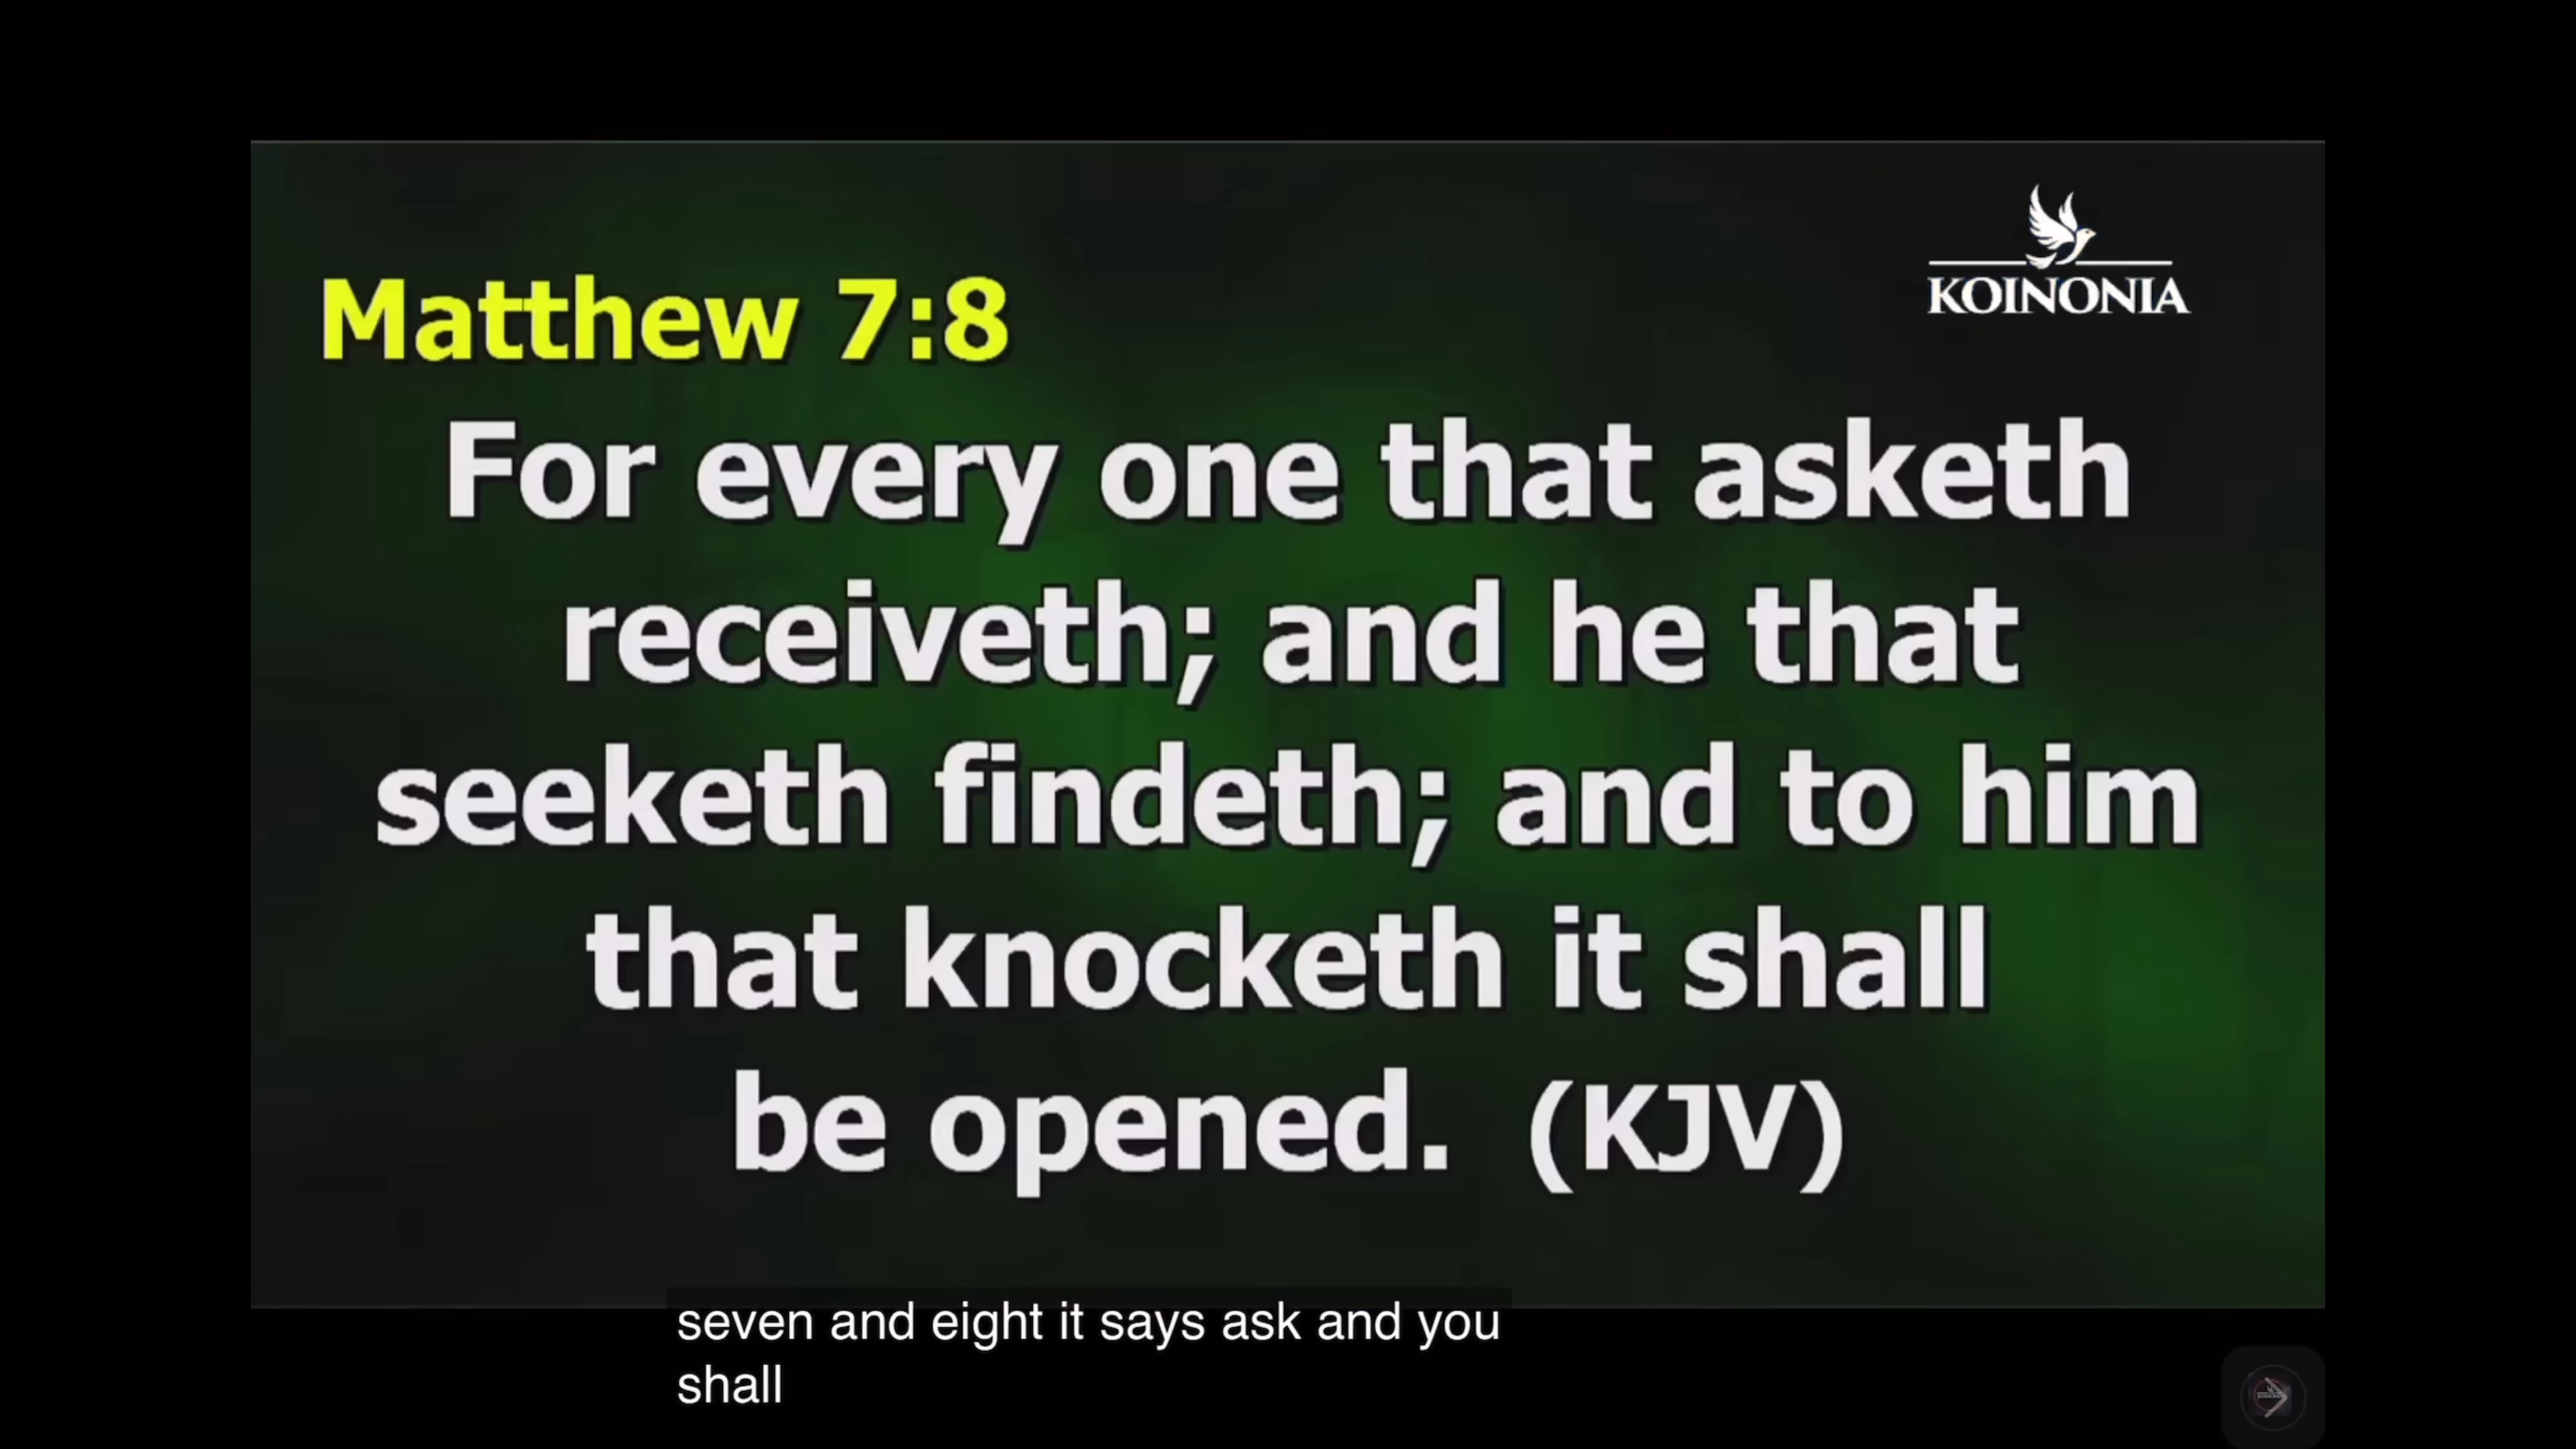 KOINONIA
Matthew 7:8
For every one that asketh
receiveth; and he that
seeketh findeth; and to him
that knocketh it shall
be opened.  (KJV)
seven and eight it says ask and you
shall